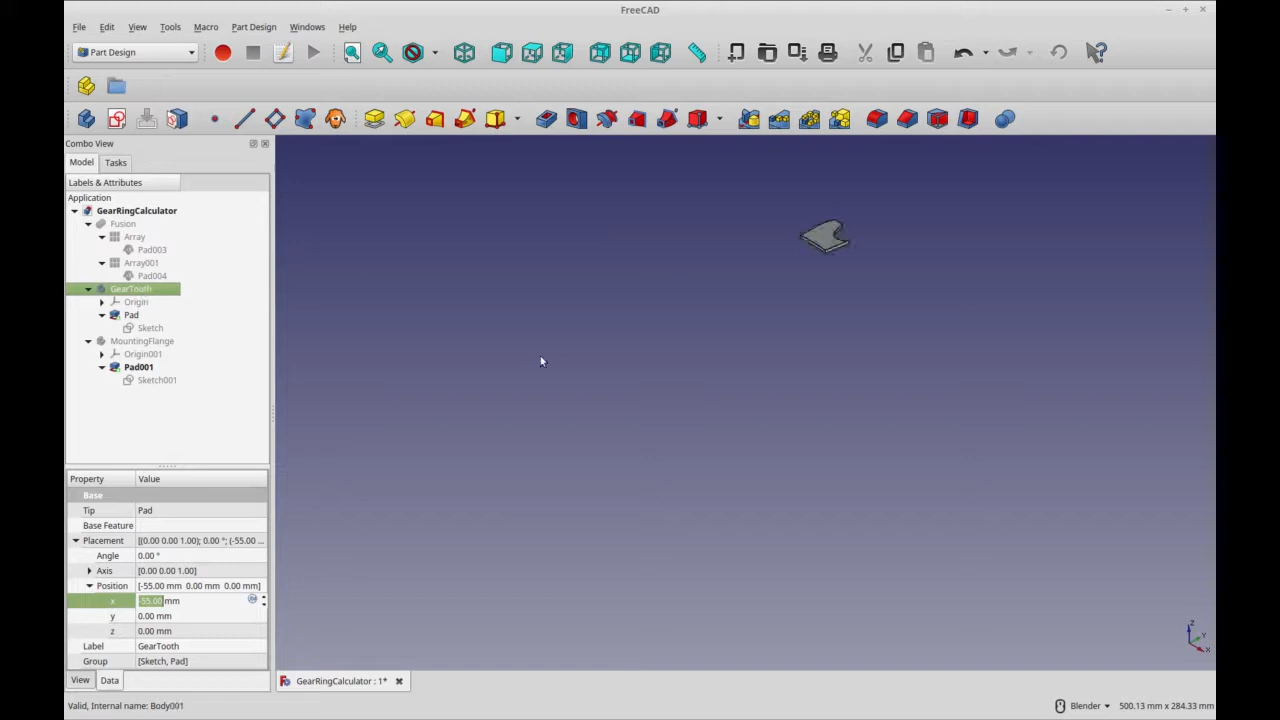 FreeCAD
File Edit View Tools Macro Part Design Windows Help
Part Design
Combo View
Model Tasks
Labels & Attributes
Application
GearRingCalculator
Fusion
Array
Pad003
Array001
Pad004
GearTooth
Origin
Pad
Sketch
MountingFlange
Origin001
Pad001
Sketch001
Property Value
Base
Tip Pad
Base Feature
Placement [(0.00 0.00 1.00); 0.00 °; (-55.00 ...
Angle 0.00 °
Axis [0.00 0.00 1.00]
Position [-55.00 mm 0.00 mm 0.00 mm]
x -55.00 mm
y 0.00 mm
z 0.00 mm
Label GearTooth
Group [Sketch, Pad]
View Data
GearRingCalculator : 1*
Z
Y
X
Valid, Internal name: Body001
Blender 500.13 mm x 284.33 mm